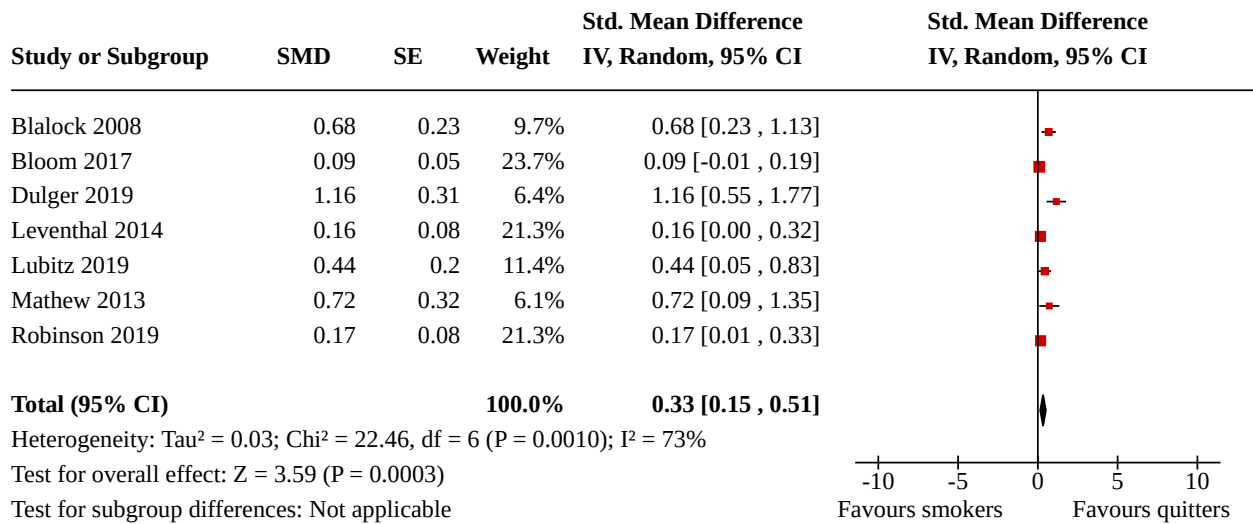 Std. Mean Difference Std. Mean Difference
Study or Subgroup SMD SE Weight IV, Random, 95% CI IV, Random, 95% CI
Blalock 2008 0.68 0.23 9.7% 0.68 [0.23 , 1.13]
Bloom 2017 0.09 0.05 23.7% 0.09 [-0.01 , 0.19]
Dulger 2019 1.16 0.31 6.4% 1.16 [0.55 , 1.77]
Leventhal 2014 0.16 0.08 21.3% 0.16 [0.00 , 0.32]
Lubitz 2019 0.44 0.2 11.4% 0.44 [0.05 , 0.83]
Mathew 2013 0.72 0.32 6.1% 0.72 [0.09 , 1.35]
Robinson 2019 0.17 0.08 21.3% 0.17 [0.01 , 0.33]
Total (95% CI) 100.0% 0.33 [0.15 , 0.51]
Heterogeneity: Tau² = 0.03; Chi² = 22.46, df = 6 (P = 0.0010); I² = 73%
Test for overall effect: Z = 3.59 (P = 0.0003) -10 -5 0 5 10
Test for subgroup differences: Not applicable Favours smokers Favours quitters